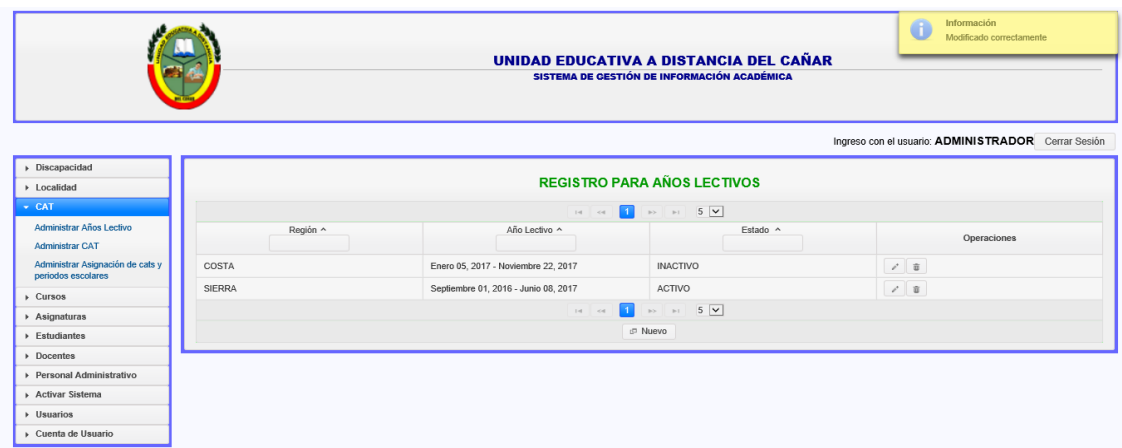 Información
Modificado correctamente
UNIDAD EDUCATIVA A DISTANCIA DEL CAÑAR
SISTEMA DE GESTIÓN DE INFORMACIÓN ACADÉMICA
DEL CAÑAR
Ingreso con el usuario: ADMINISTRADOR Cerrar Sesión
Discapacidad
Localidad
CAT
Administrar Años Lectivo
Administrar CAT
Administrar Asignación de cats y
periodos escolares
Cursos
Asignaturas
Estudiantes
Docentes
Personal Administrativo
Activar Sistema
Usuarios
Cuenta de Usuario
REGISTRO PARA AÑOS LECTIVOS
1 5
Región Año Lectivo Estado Operaciones
COSTA Enero 05, 2017 - Noviembre 22, 2017 INACTIVO
SIERRA Septiembre 01, 2016 - Junio 08, 2017 ACTIVO
1 5
Nuevo